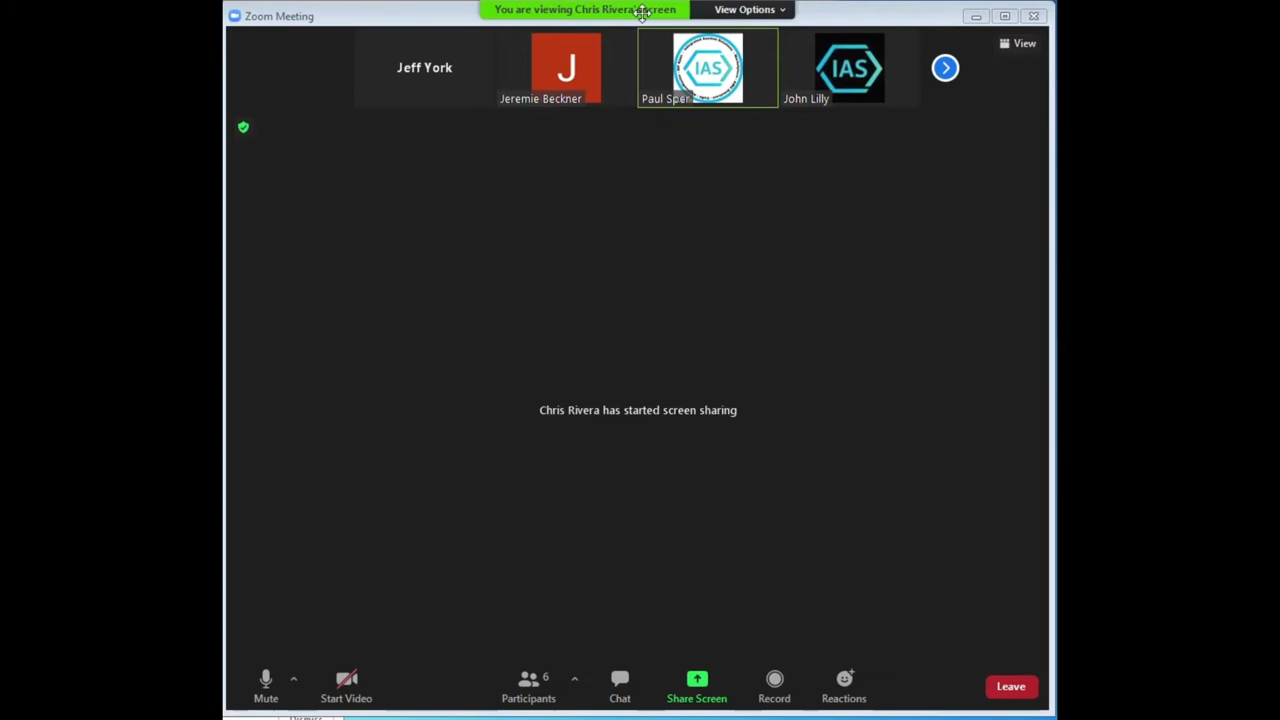 Zoom Meeting
You are viewing Chris Rivera's screen
View Options
View
Jeff York
J
Jeremie Beckner
IAS
Paul Sper
IAS
John Lilly
Chris Rivera has started screen sharing
Mute
Start Video
6
Participants
Chat
Share Screen
Record
Reactions
Leave
Dismiss